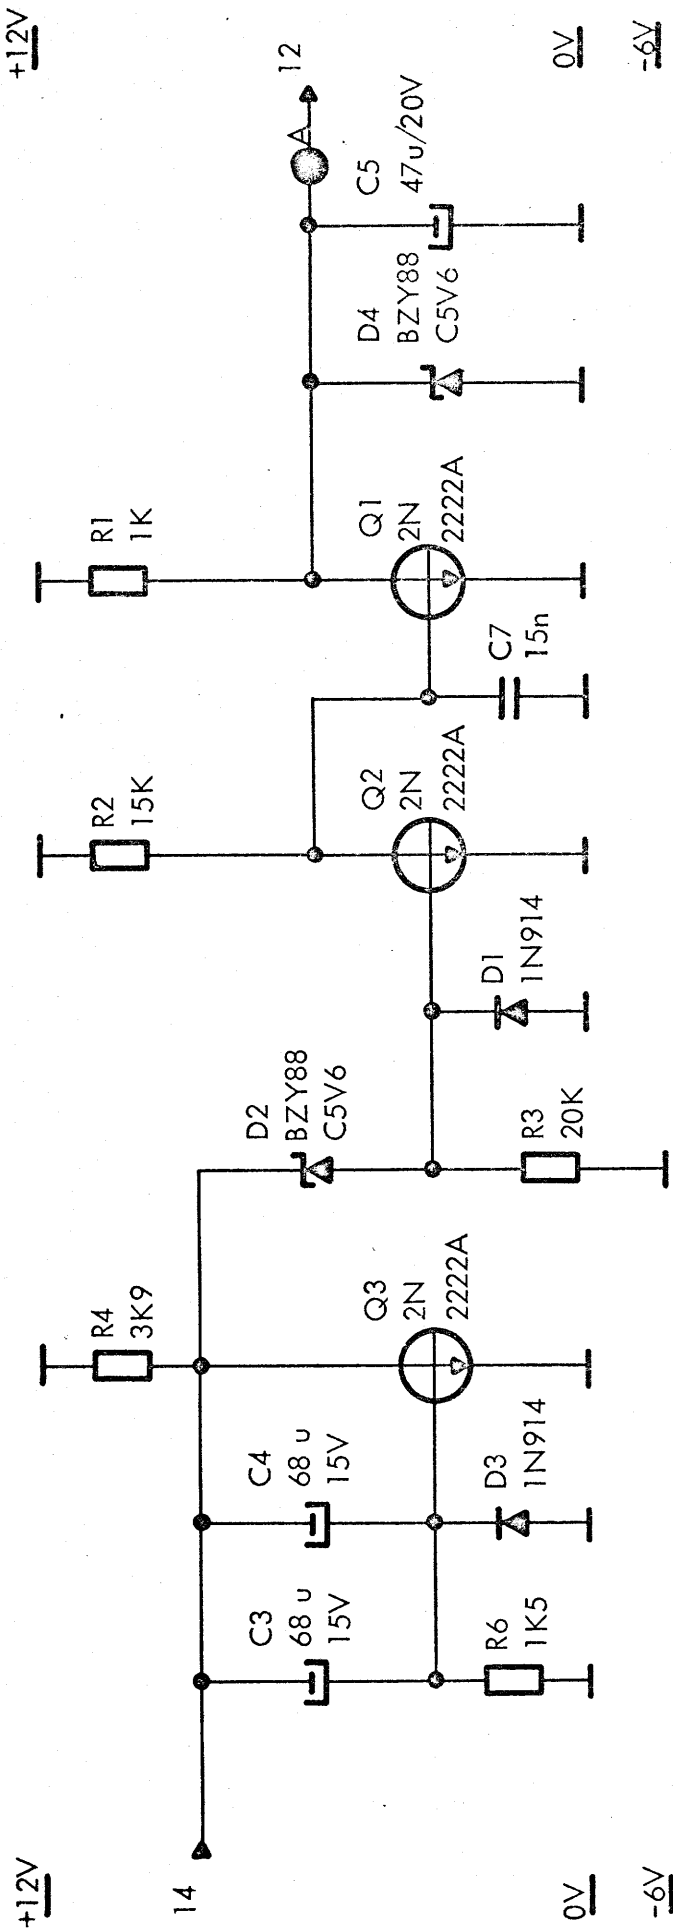 +12V
14
0V
-6V
C3
68 u
15V
R6
1K5
C4
68 u
15V
D3
1N914
R4
3K9
Q3
2N
2222A
D2
BZY88
C5V6
R3
20K
D1
1N914
R2
15K
Q2
2N
2222A
C7
15n
R1
1K
Q1
2N
2222A
D4
BZY88
C5V6
C5
47u/20V
A
12
+12V
0V
-6V